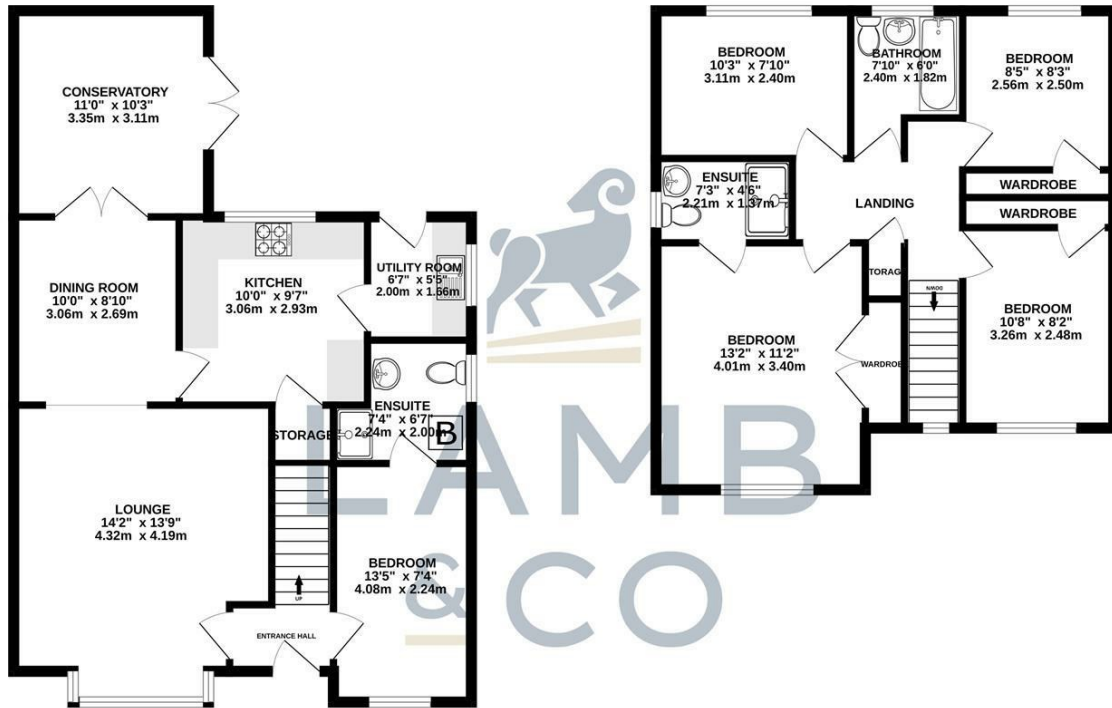 CONSERVATORY
11'0" x 10'3"
3.35m x 3.11m
DINING ROOM
10'0" x 8'10"
3.06m x 2.69m
KITCHEN
10'0" x 9'7"
3.06m x 2.93m
UTILITY ROOM
6'7" x 5'5"
2.00m x 1.66m
ENSUITE
7'4" x 6'7"
2.24m x 2.00m
B
STORAGE
LOUNGE
14'2" x 13'9"
4.32m x 4.19m
UP
ENTRANCE HALL
BEDROOM
13'5" x 7'4"
4.08m x 2.24m
BEDROOM
10'3" x 7'10"
3.11m x 2.40m
BATHROOM
7'10" x 6'0"
2.40m x 1.82m
BEDROOM
8'5" x 8'3"
2.56m x 2.50m
ENSUITE
7'3" x 4'6"
2.21m x 1.37m
LANDING
WARDROBE
WARDROBE
STORAG
DOWN
BEDROOM
13'2" x 11'2"
4.01m x 3.40m
WARDROBE
BEDROOM
10'8" x 8'2"
3.26m x 2.48m
LAMB
& CO